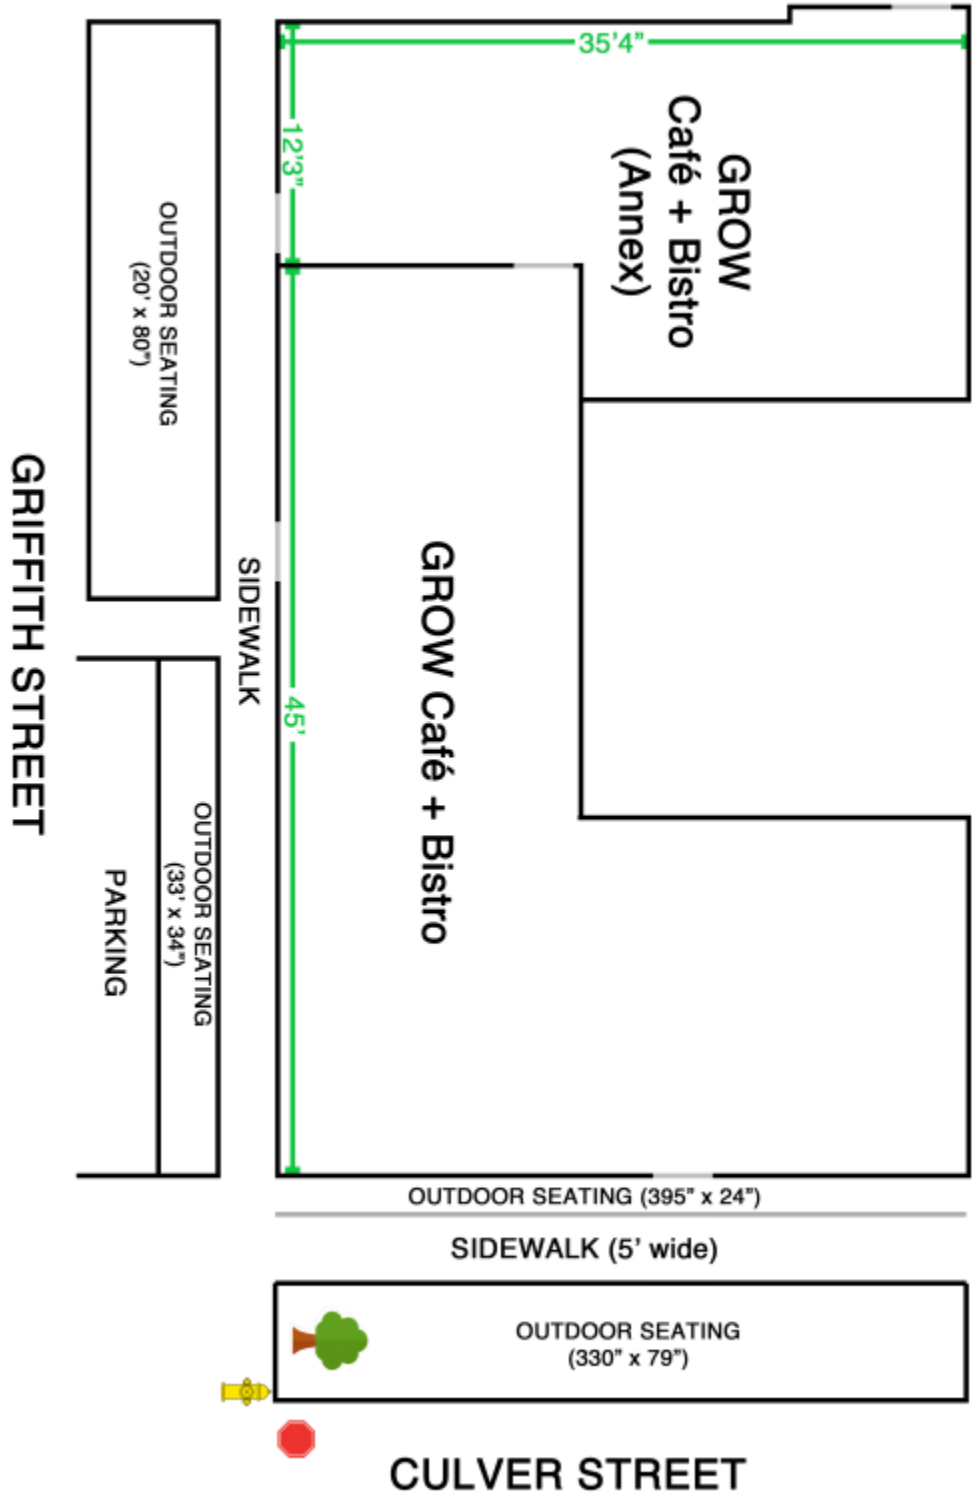 35’4”
12’3”
GROW
Café + Bistro
(Annex)
OUTDOOR SEATING
(20’ x 80”)
GRIFFITH STREET
SIDEWALK
45’
GROW Café + Bistro
OUTDOOR SEATING
(33’ x 34”)
PARKING
OUTDOOR SEATING (395” x 24”)
SIDEWALK (5’ wide)
OUTDOOR SEATING
(330” x 79”)
CULVER STREET